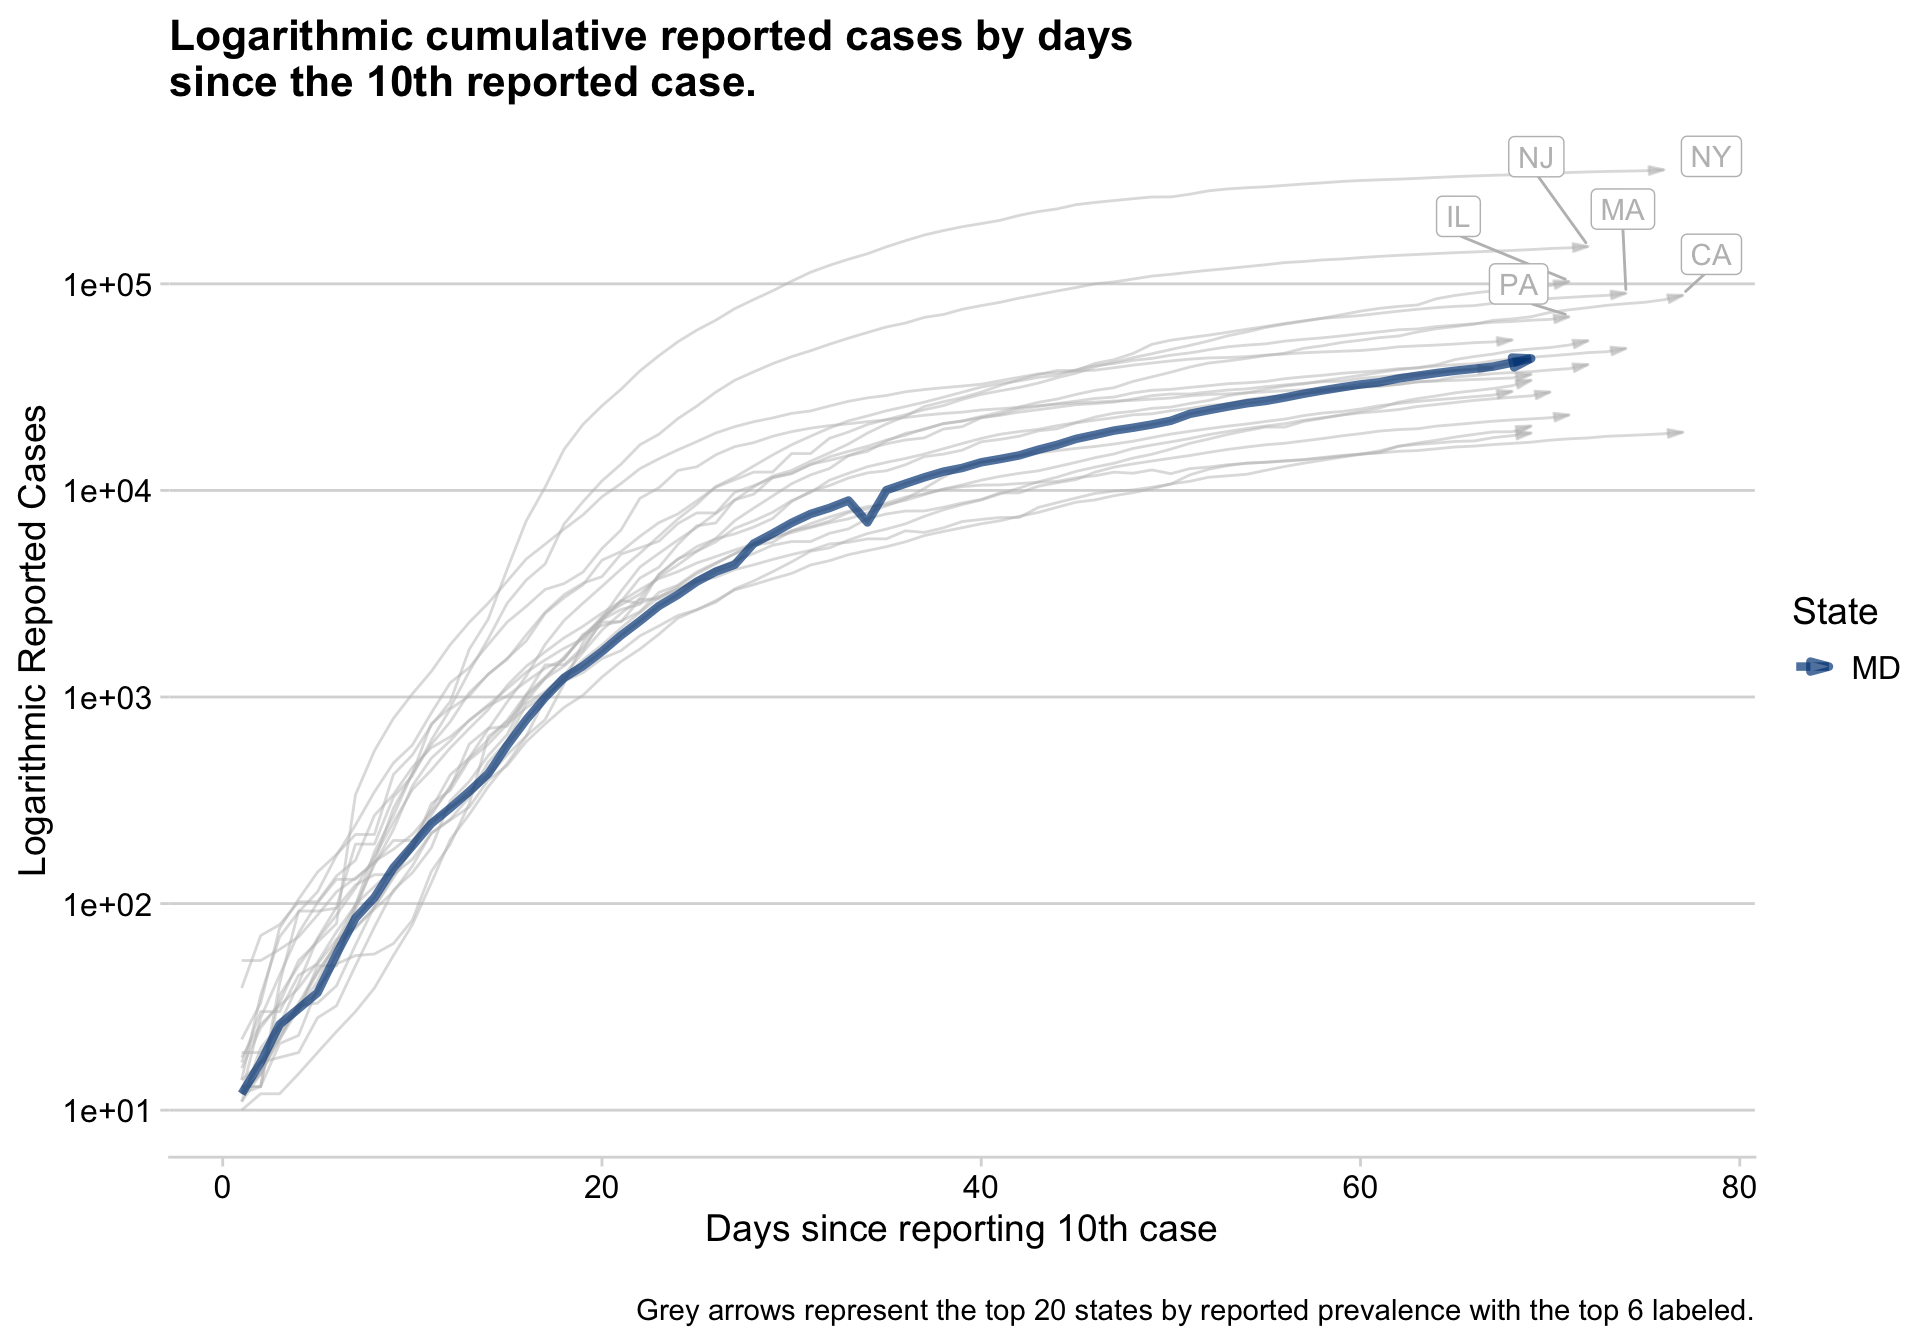 Logarithmic cumulative reported cases by days
since the 10th reported case.
NJ
NY
IL
MA
CA
PA
1e+05
1e+04
1e+03
1e+02
1e+01
Logarithmic Reported Cases
State
MD
0
20
40
60
80
Days since reporting 10th case
Grey arrows represent the top 20 states by reported prevalence with the top 6 labeled.